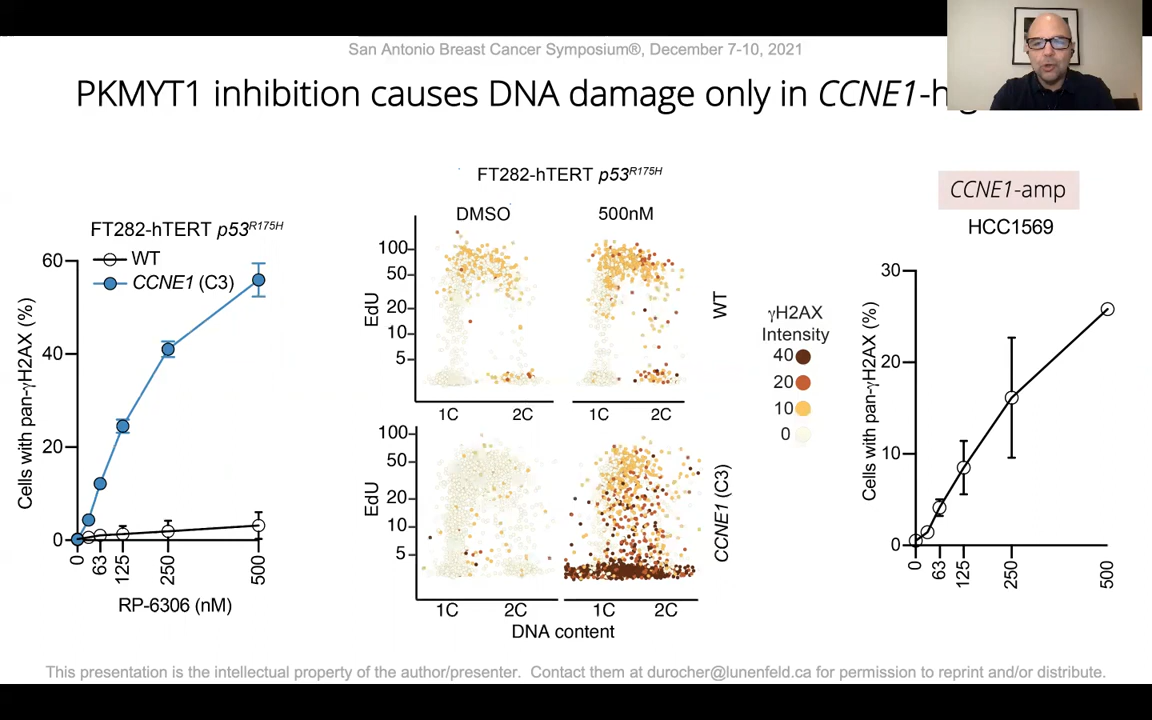 San Antonio Breast Cancer Symposium®, December 7-10, 2021
PKMYT1 inhibition causes DNA damage only in CCNE1-
FT282-hTERT p53R175H
WT
CCNE1 (C3)
Cells with pan-γH2AX (%)
60
40
20
0
0
63
125
250
500
RP-6306 (nM)
FT282-hTERT p53R175H
DMSO
500nM
EdU
100
50
20
10
5
1C
2C
1C
2C
WT
EdU
100
50
20
10
5
1C
2C
1C
2C
CCNE1 (C3)
DNA content
γH2AX
Intensity
40
20
10
0
CCNE1-amp
HCC1569
Cells with pan-γH2AX (%)
30
20
10
0
0
63
125
250
500
This presentation is the intellectual property of the author/presenter. Contact them at durocher@lunenfeld.ca for permission to reprint and/or distribute.